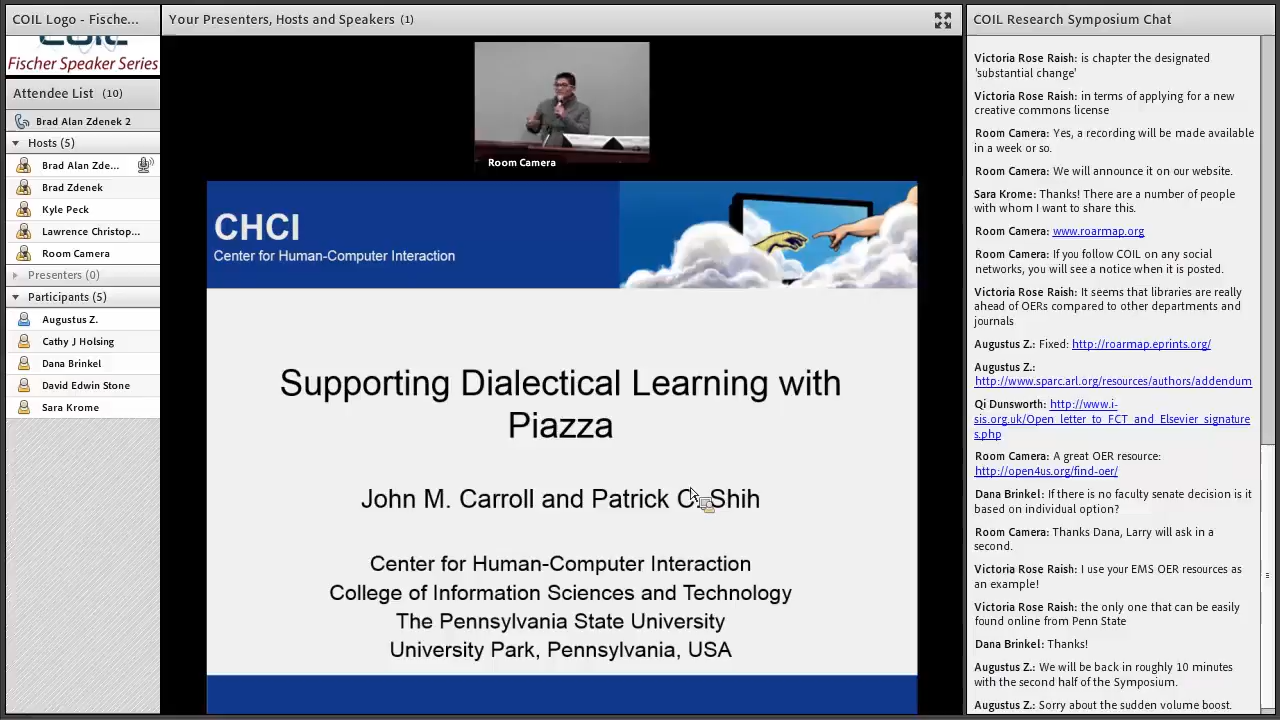 COIL Logo - Fische...
COIL
Fischer Speaker Series
Attendee List (10)
Brad Alan Zdenek 2
Hosts (5)
Brad Alan Zde...
Brad Zdenek
Kyle Peck
Lawrence Christop...
Room Camera
Presenters (0)
Participants (5)
Augustus Z.
Cathy J Holsing
Dana Brinkel
David Edwin Stone
Sara Krome
Your Presenters, Hosts and Speakers (1)
Room Camera
CHCI
Center for Human-Computer Interaction
Supporting Dialectical Learning with
Piazza
John M. Carroll and Patrick C. Shih
Center for Human-Computer Interaction
College of Information Sciences and Technology
The Pennsylvania State University
University Park, Pennsylvania, USA
COIL Research Symposium Chat
Victoria Rose Raish: is chapter the designated
'substantial change'
Victoria Rose Raish: in terms of applying for a new
creative commons license
Room Camera: Yes, a recording will be made available
in a week or so.
Room Camera: We will announce it on our website.
Sara Krome: Thanks! There are a number of people
with whom I want to share this.
Room Camera: www.roarmap.org
Room Camera: If you follow COIL on any social
networks, you will see a notice when it is posted.
Victoria Rose Raish: It seems that libraries are really
ahead of OERs compared to other departments and
journals
Augustus Z.: Fixed: http://roarmap.eprints.org/
Augustus Z.:
http://www.sparc.arl.org/resources/authors/addendum
Qi Dunsworth: http://www.i-
sis.org.uk/Open_letter_to_FCT_and_Elsevier_signature
s.php
Room Camera: A great OER resource:
http://open4us.org/find-oer/
Dana Brinkel: If there is no faculty senate decision is it
based on individual option?
Room Camera: Thanks Dana, Larry will ask in a
second.
Victoria Rose Raish: I use your EMS OER resources as
an example!
Victoria Rose Raish: the only one that can be easily
found online from Penn State
Dana Brinkel: Thanks!
Augustus Z.: We will be back in roughly 10 minutes
with the second half of the Symposium.
Augustus Z.: Sorry about the sudden volume boost.